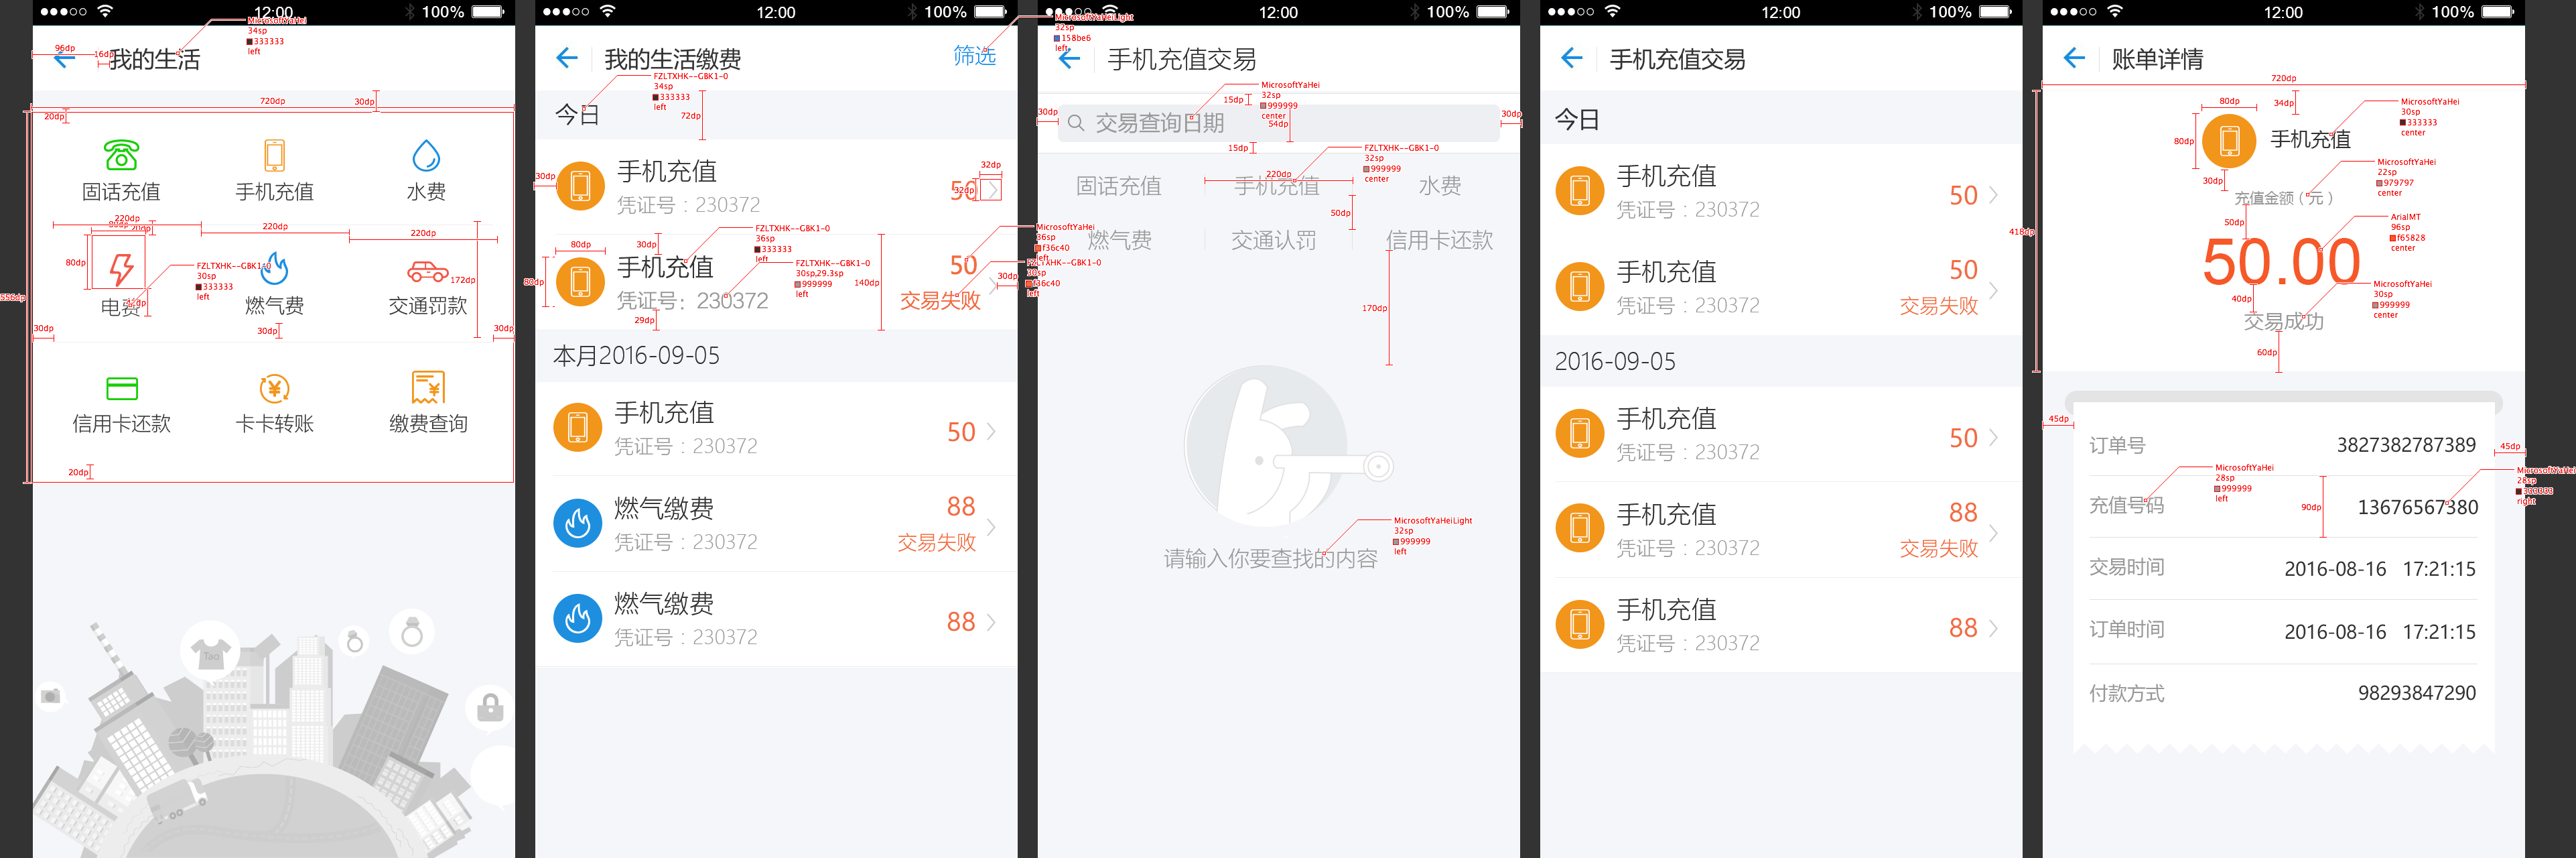 12:00
100%
MicrosoftYaHei
34sp
333333
left
96dp
16dp
我的生活
720dp
30dp
20dp
固话充值
手机充值
水费
220dp
80dp
20dp
220dp
220dp
80dp
FZLTXHK--GBK1-0
30sp
333333
left
172dp
556dp
电费
燃气费
交通罚款
30dp
30dp
30dp
信用卡还款
卡卡转账
缴费查询
20dp
Tao
12:00
100%
我的生活缴费
筛选
MicrosoftYaHeiLight
32sp
158be6
left
FZLTXHK--GBK1-0
34sp
333333
left
今日
72dp
手机充值
凭证号：230372
50
30dp
32dp
32dp
80dp
30dp
FZLTXHK--GBK1-0
36sp
333333
left
MicrosoftYaHei
36sp
f36c40
left
手机充值
50
80dp
FZLTXHK--GBK1-0
30sp,29.3sp
999999
left
凭证号：230372
140dp
交易失败
30dp
FZLTXHK--GBK1-0
30sp
f36c40
left
29dp
本月2016-09-05
手机充值
凭证号：230372
50
燃气缴费
凭证号：230372
88
交易失败
燃气缴费
凭证号：230372
88
12:00
100%
手机充值交易
MicrosoftYaHei
32sp
999999
center
15dp
30dp
30dp
交易查询日期
54dp
15dp
FZLTXHK--GBK1-0
32sp
999999
center
220dp
固话充值
手机充值
水费
50dp
燃气费
交通认罚
信用卡还款
170dp
MicrosoftYaHeiLight
32sp
999999
left
请输入你要查找的内容
12:00
100%
手机充值交易
今日
手机充值
凭证号：230372
50
手机充值
凭证号：230372
50
交易失败
2016-09-05
手机充值
凭证号：230372
50
手机充值
凭证号：230372
88
交易失败
手机充值
凭证号：230372
88
12:00
100%
账单详情
720dp
80dp
34dp
MicrosoftYaHei
30sp
333333
center
80dp
手机充值
30dp
MicrosoftYaHei
22sp
979797
center
充值金额（元）
50dp
ArialMT
96sp
f65828
center
418dp
50.00
40dp
MicrosoftYaHei
30sp
999999
center
交易成功
60dp
45dp
45dp
订单号 3827382787389
MicrosoftYaHei
28sp
999999
left
MicrosoftYaHei
28sp
333333
right
充值号码 13676567380
90dp
交易时间 2016-08-16 17:21:15
订单时间 2016-08-16 17:21:15
付款方式 98293847290